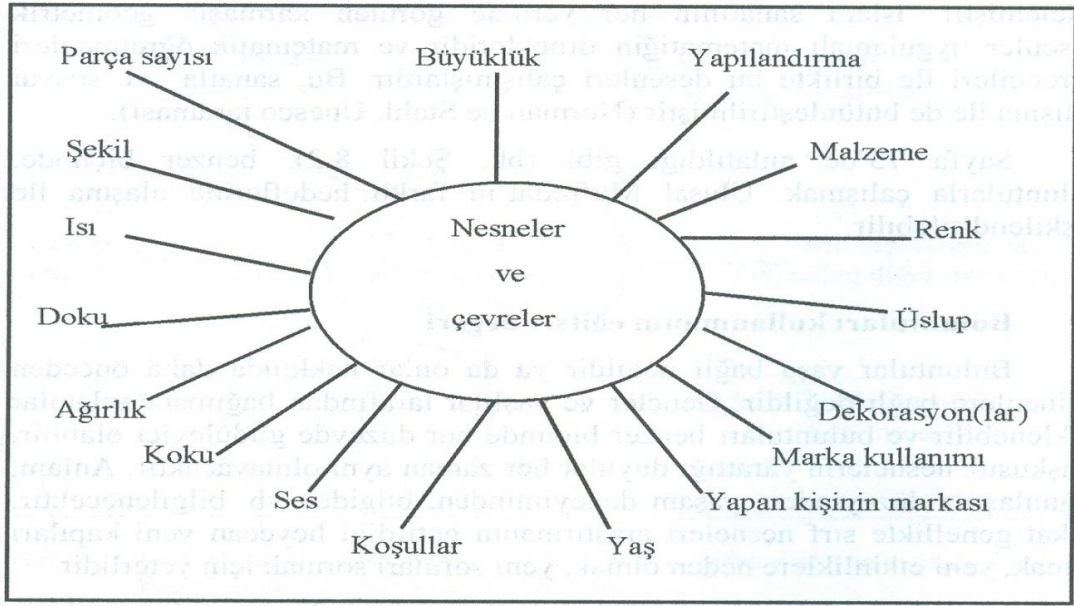 Parça sayısı
Büyüklük
Yapılandırma
Şekil
Malzeme
Isı
Nesneler
Renk
ve
Doku
çevreler
Üslup
Ağırlık
Dekorasyon(lar)
Koku
Marka kullanımı
Ses
Yapan kişinin markası
Koşullar
Yaş